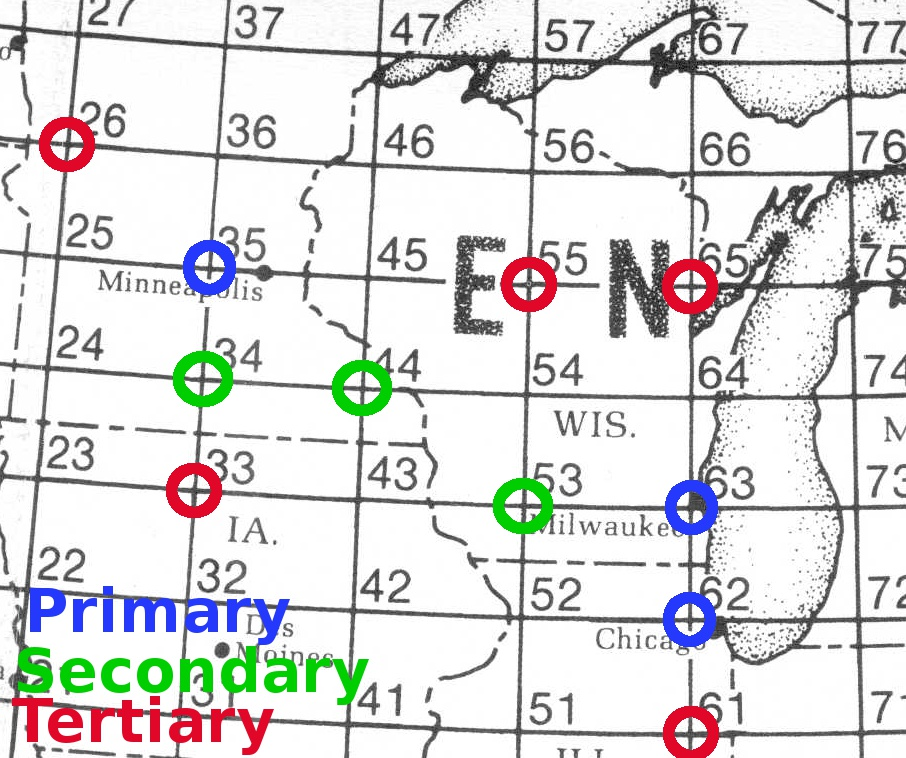 27 37 47 57 67 77
26 36 46 56 66 76
25 35 45 E 55 N 65 75
Minneapolis
24 34 44 54 64 74
WIS. M
23 33 43 53 63 73
IA. Milwaukee
22 32 42 52 62 72
Primary Des Chicago
Secondary Moines
31 41 51 61 71
Tertiary